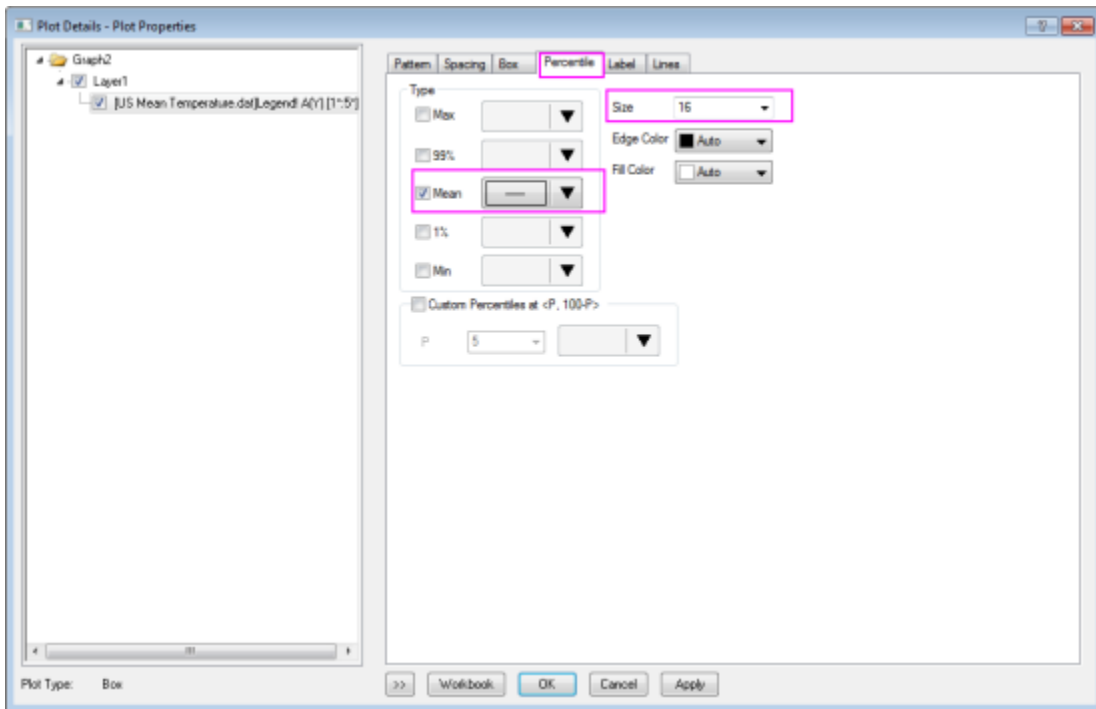 Plot Details - Plot Properties
Graph2
Layer1
[US Mean Temperature.dat]Legend! A(Y) [1*:5*]
Pattern Spacing Box Percentile Label Lines
Type
Max
Size 16
99%
Edge Color Auto
Mean
Fill Color Auto
1%
Min
Custom Percentiles at <P, 100-P>
P 5
Plot Type: Box
>> Workbook OK Cancel Apply